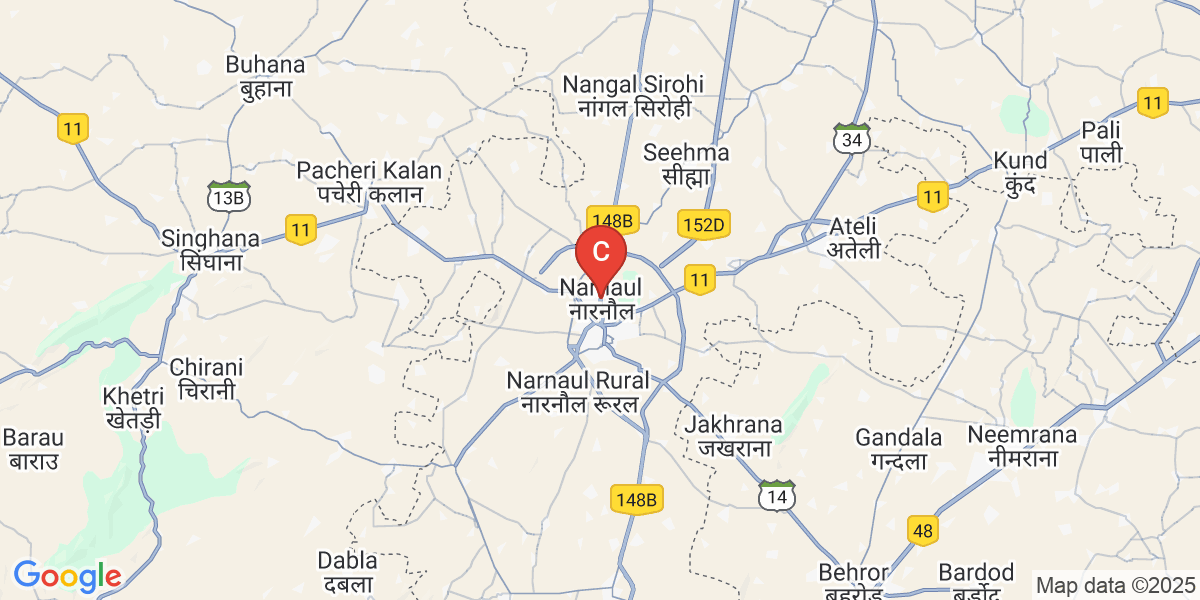 Buhana
बुहाना
Nangal Sirohi
नांगल सिरोही
11
11
Pali
पाली
34
Seehma
सीह्मा
Kund
कुंद
Pacheri Kalan
पचेरी कलान
13B
11
148B
152D
11
Ateli
अतेली
Singhana
सिंघाना
C
11
Narnaul
नारनौल
Chirani
चिरानी
Narnaul Rural
नारनौल रूरल
Khetri
खेतड़ी
Jakhrana
जखराना
Barau
बाराउ
Gandala
गन्दला
Neemrana
नीमराना
148B
14
48
Dabla
दबला
Behror
बहरोड़
Bardod
बर्डोद
Google
Map data ©2025